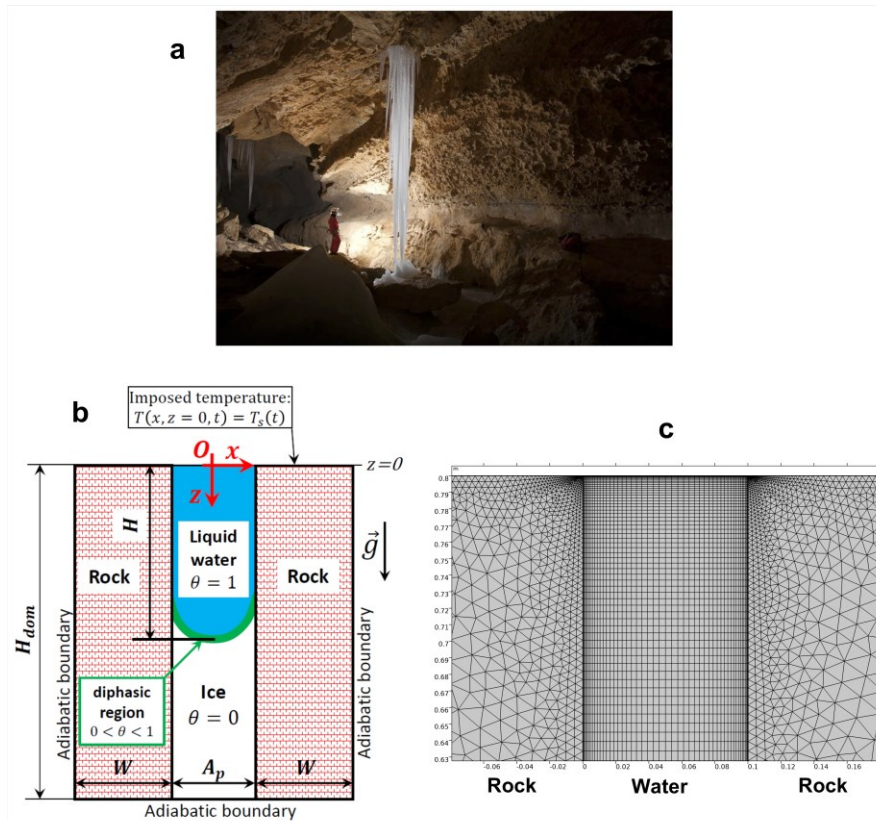 a
b
Imposed temperature:
T(x, z = 0, t) = T_s(t)
O
x
z=0
z
H
Liquid
water
θ = 1
g⃗
Rock
Rock
H_dom
Adiabatic boundary
Adiabatic boundary
diphasic
region
0 < θ < 1
Ice
θ = 0
W
A_p
W
Adiabatic boundary
c
m
0.8
0.79
0.78
0.77
0.76
0.75
0.74
0.73
0.72
0.71
0.7
0.69
0.68
0.67
0.66
0.65
0.64
0.63
-0.06
-0.04
-0.02
0
0.02
0.04
0.06
0.08
0.1
0.12
0.14
0.16
Rock
Water
Rock